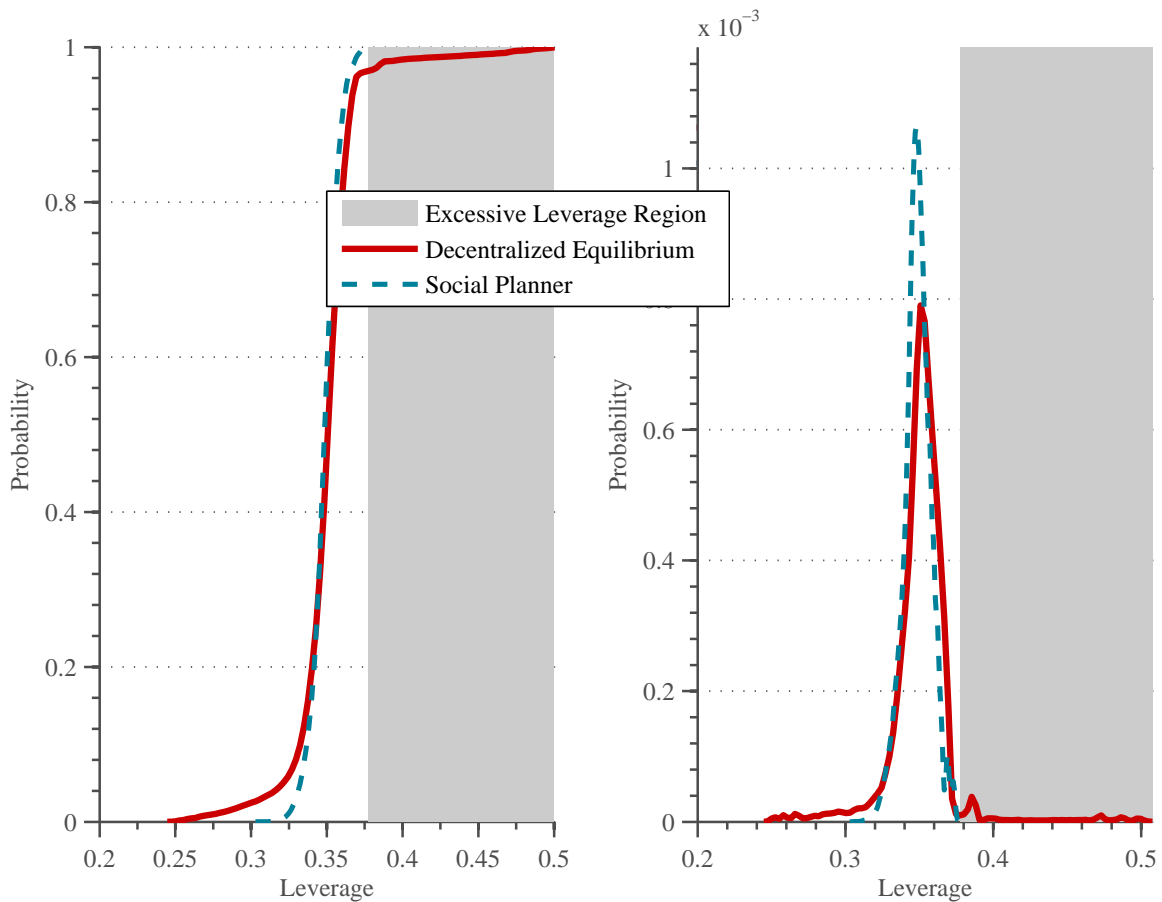 x 10⁻³
1
0.8
0.6
0.4
0.2
0
Probability
0.2
0.25
0.3
0.35
0.4
0.45
0.5
Leverage
Excessive Leverage Region
Decentralized Equilibrium
Social Planner
1
0.6
0.4
0.2
0
Probability
0.2
0.3
0.4
0.5
Leverage